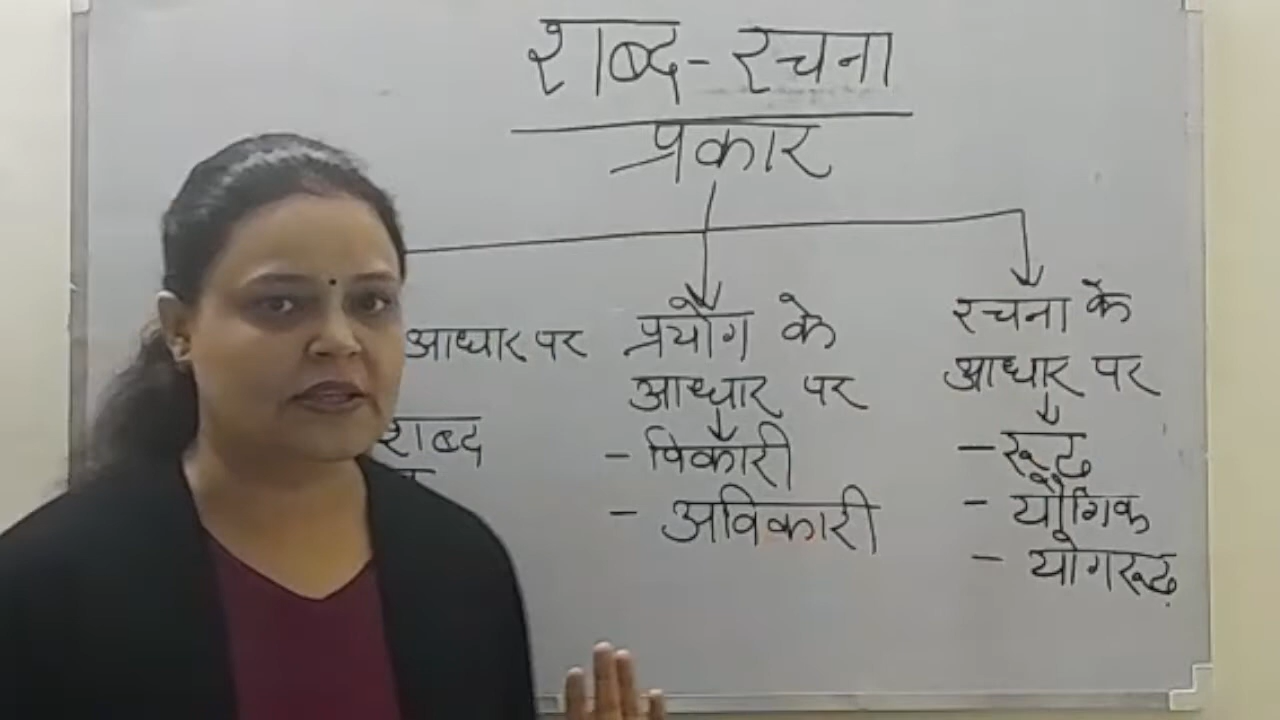 शब्द-रचना
प्रकार
आधार पर
शब्द
प्रयोग के
आधार पर
- विकारी
- अविकारी
रचना के
आधार पर
- रूढ़
- यौगिक
- योगरूढ़